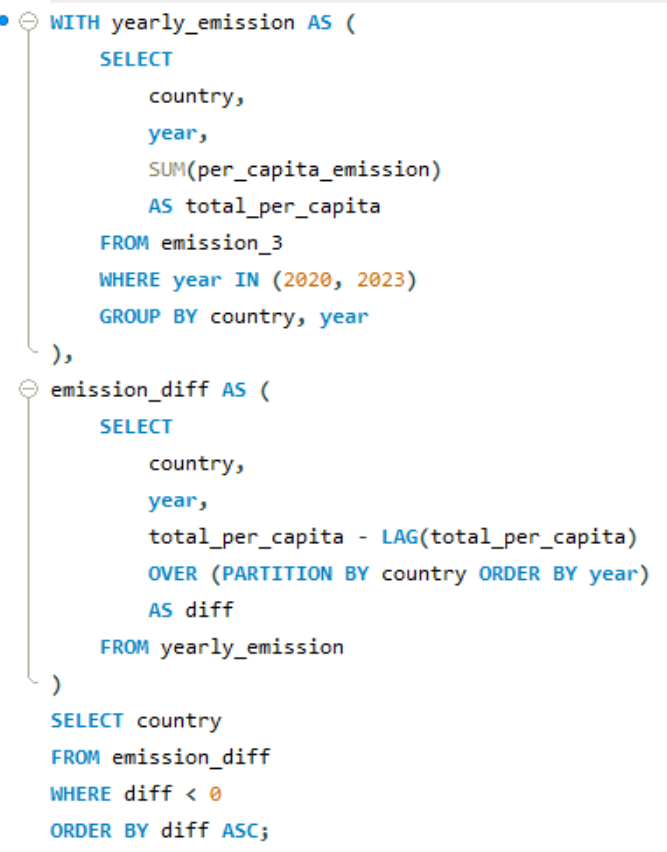 WITH yearly_emission AS (
SELECT
country,
year,
SUM(per_capita_emission)
AS total_per_capita
FROM emission_3
WHERE year IN (2020, 2023)
GROUP BY country, year
),
emission_diff AS (
SELECT
country,
year,
total_per_capita - LAG(total_per_capita)
OVER (PARTITION BY country ORDER BY year)
AS diff
FROM yearly_emission
)
SELECT country
FROM emission_diff
WHERE diff < 0
ORDER BY diff ASC;